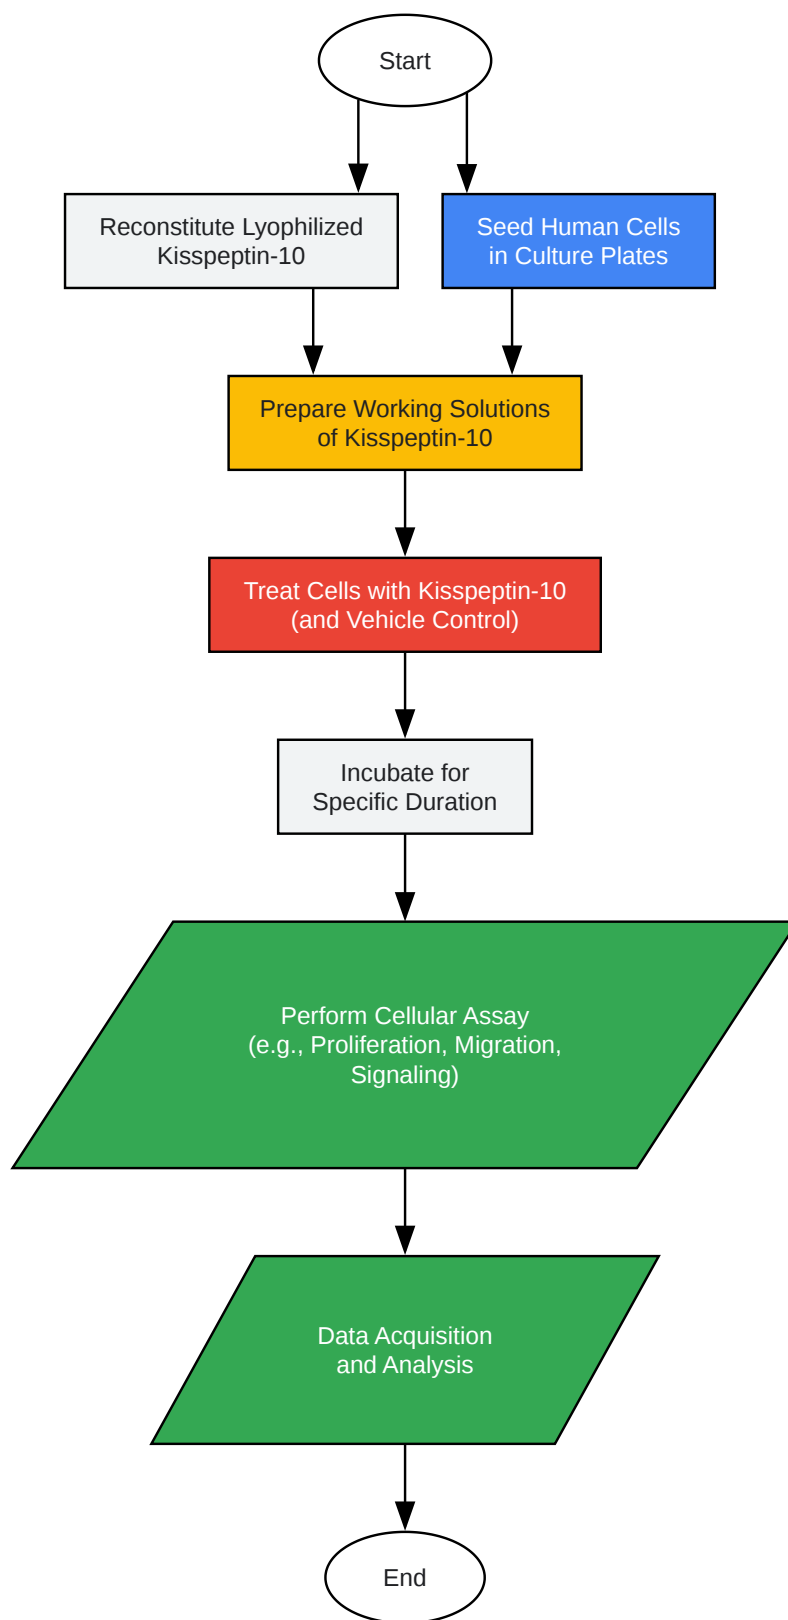 Start
Reconstitute Lyophilized
Kisspeptin-10
Seed Human Cells
in Culture Plates
Prepare Working Solutions
of Kisspeptin-10
Treat Cells with Kisspeptin-10
(and Vehicle Control)
Incubate for
Specific Duration
Perform Cellular Assay
(e.g., Proliferation, Migration,
Signaling)
Data Acquisition
and Analysis
End